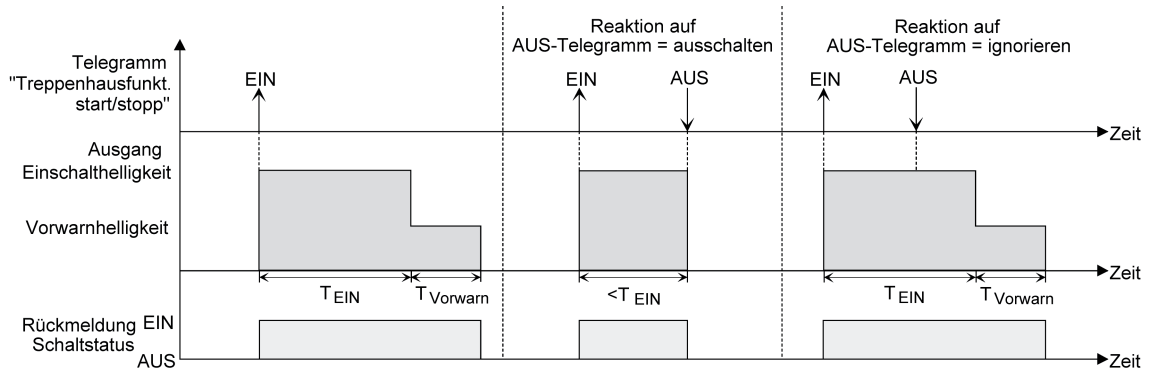 Reaktion auf
AUS-Telegramm = ausschalten
Reaktion auf
AUS-Telegramm = ignorieren
Telegramm
"Treppenhausfunkt.
start/stopp"
EIN
EIN
AUS
EIN
AUS
Zeit
Ausgang
Einschalthelligkeit
Vorwarnhelligkeit
Zeit
T EIN
T Vorwarn
<T EIN
T EIN
T Vorwarn
Rückmeldung
Schaltstatus
EIN
AUS
Zeit